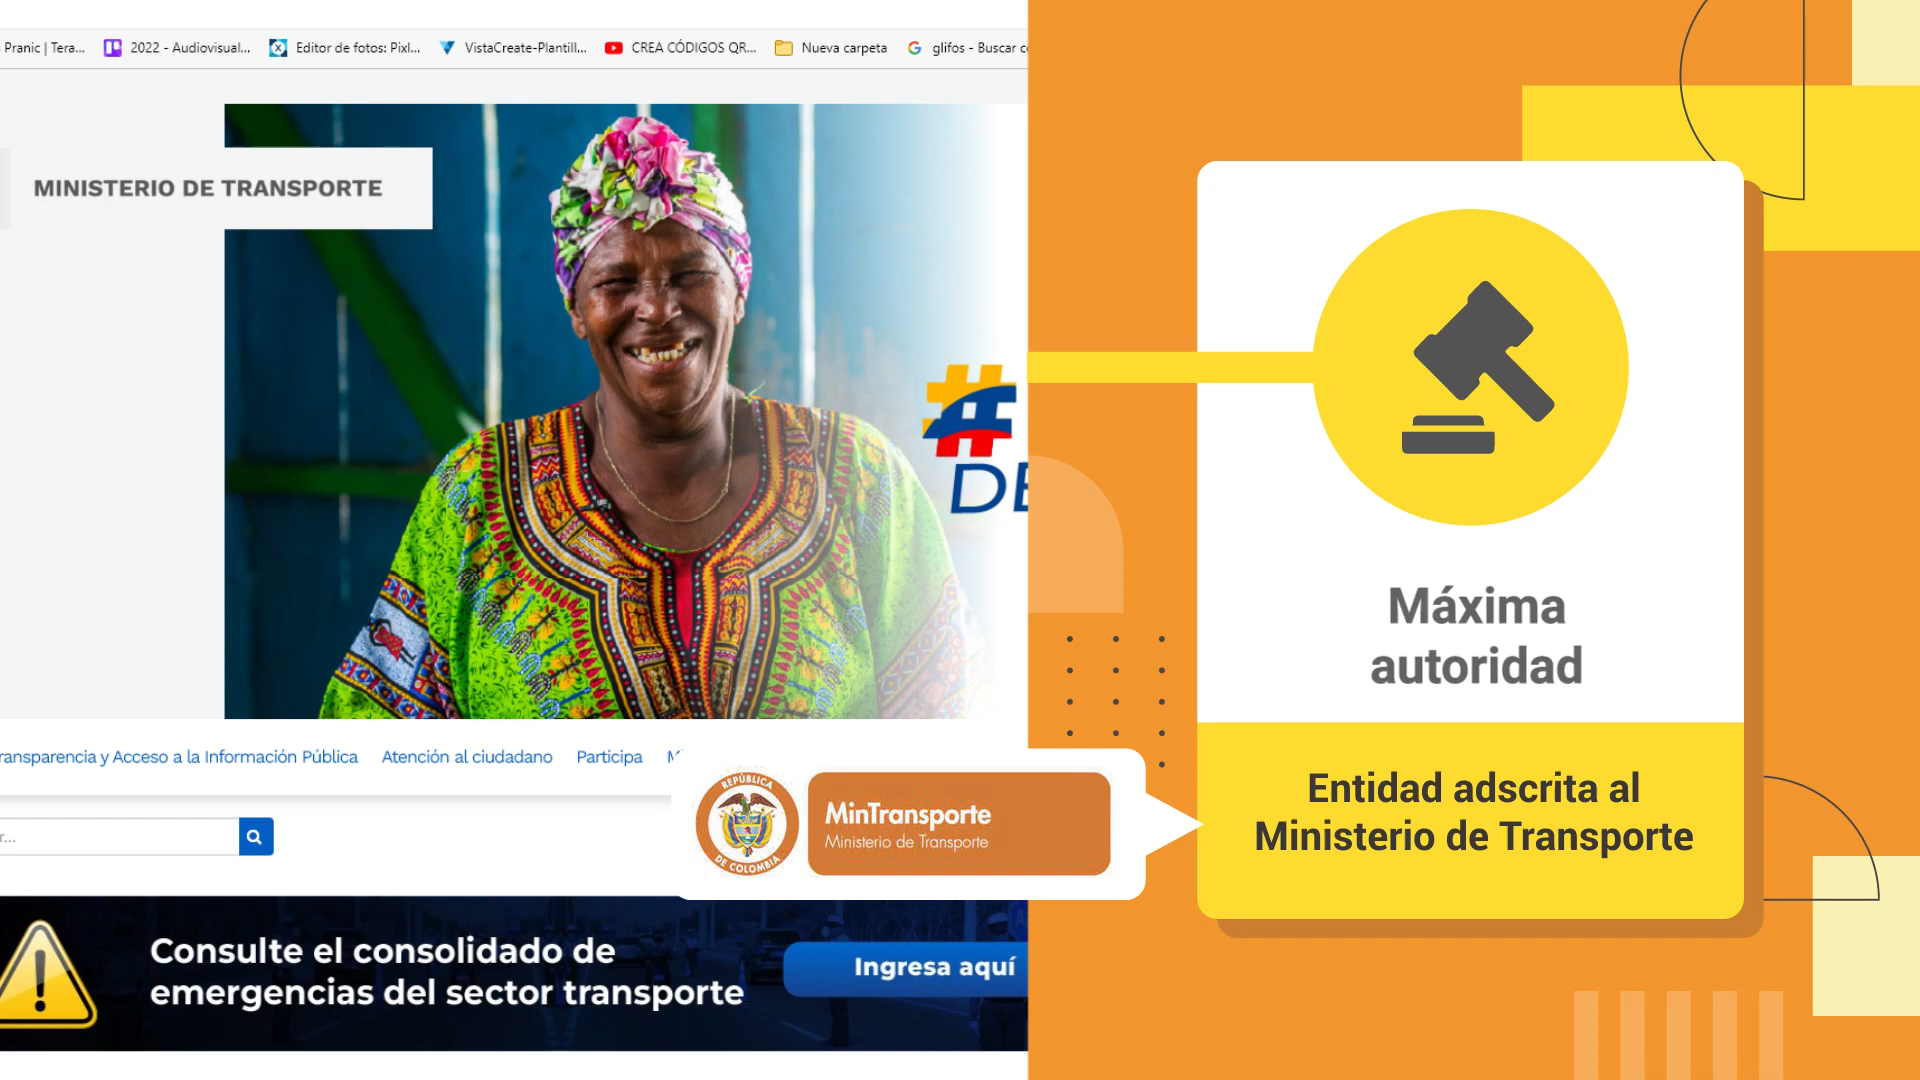 Pranic | Tera...
2022 - Audiovisual...
Editor de fotos: Pixl...
VistaCreate-Plantill...
CREA CÓDIGOS QR...
Nueva carpeta
glifos - Buscar
MINISTERIO DE TRANSPORTE
#
DE
ransparencia y Acceso a la Información Pública
Atención al ciudadano
Participa
r...
REPÚBLICA
DE COLOMBIA
MinTransporte
Ministerio de Transporte
Consulte el consolidado de
emergencias del sector transporte
Ingresa aquí
Máxima
autoridad
Entidad adscrita al
Ministerio de Transporte